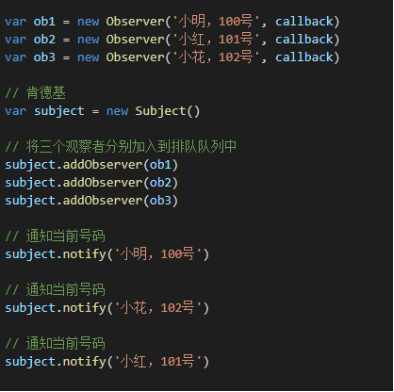 var ob1 = new Observer('小明，100号', callback)
var ob2 = new Observer('小红，101号', callback)
var ob3 = new Observer('小花，102号', callback)
// 肯德基
var subject = new Subject()
// 将三个观察者分别加入到排队队列中
subject.addObserver(ob1)
subject.addObserver(ob2)
subject.addObserver(ob3)
// 通知当前号码
subject.notify('小明，100号')
// 通知当前号码
subject.notify('小花，102号')
// 通知当前号码
subject.notify('小红，101号')